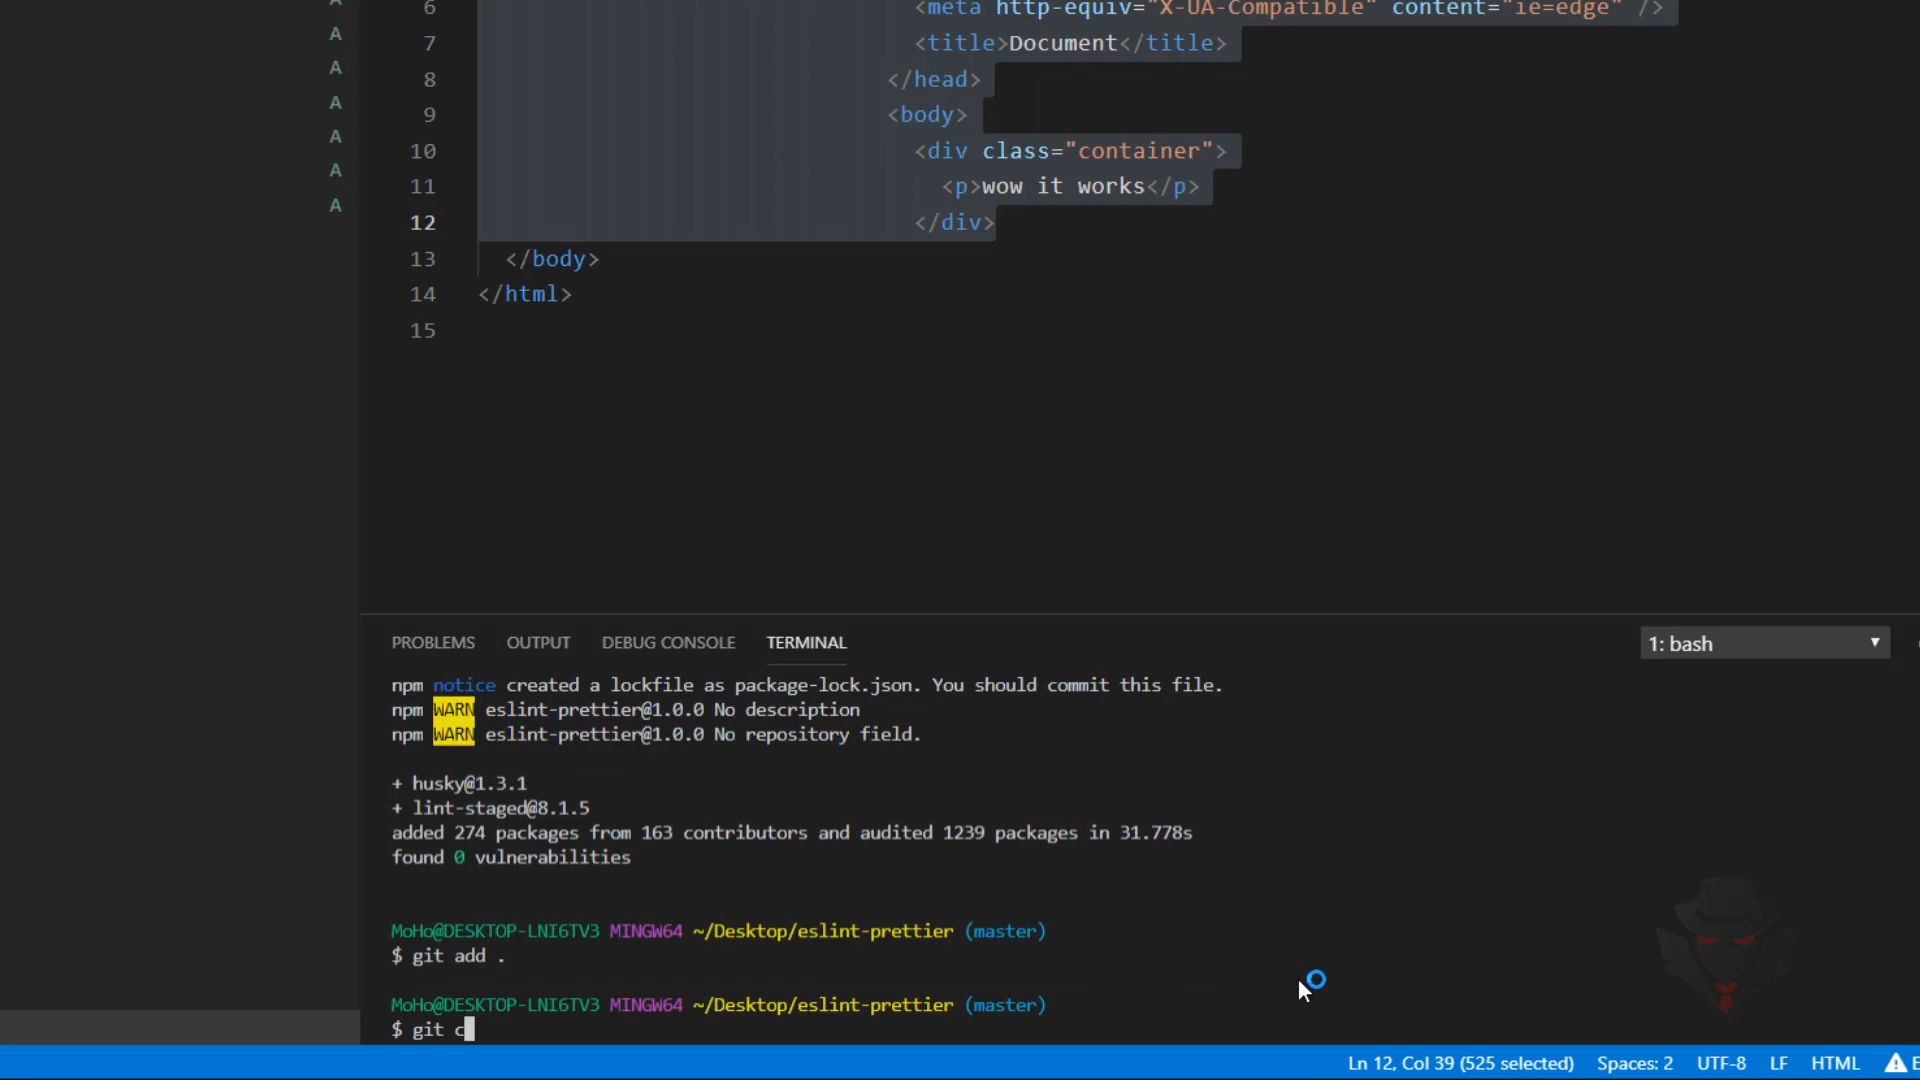 A
A
A
A
A
A
A
6 <meta http-equiv="X-UA-Compatible" content="ie=edge" />
7 <title>Document</title>
8 </head>
9 <body>
10 <div class="container">
11 <p>wow it works</p>
12 </div>
13 </body>
14 </html>
15
PROBLEMS OUTPUT DEBUG CONSOLE TERMINAL 1: bash
npm notice created a lockfile as package-lock.json. You should commit this file.
npm WARN eslint-prettier@1.0.0 No description
npm WARN eslint-prettier@1.0.0 No repository field.
+ husky@1.3.1
+ lint-staged@8.1.5
added 274 packages from 163 contributors and audited 1239 packages in 31.778s
found 0 vulnerabilities
MoHo@DESKTOP-LNI6TV3 MINGW64 ~/Desktop/eslint-prettier (master)
$ git add .
MoHo@DESKTOP-LNI6TV3 MINGW64 ~/Desktop/eslint-prettier (master)
$ git c
Ln 12, Col 39 (525 selected) Spaces: 2 UTF-8 LF HTML E